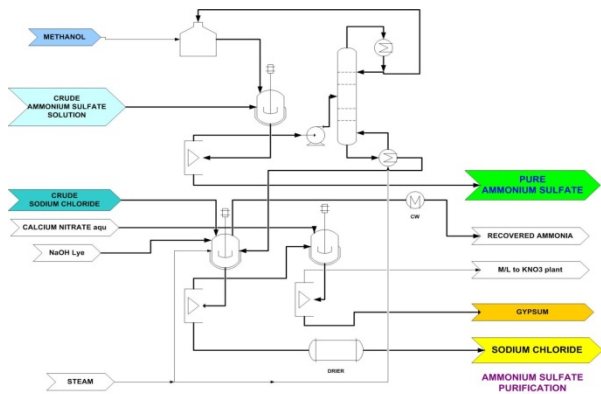 METHANOL
CRUDE
AMMONIUM SULFATE
SOLUTION
PURE
AMMONIUM SULFATE
CRUDE
SODIUM CHLORIDE
CW
CALCIUM NITRATE aqu
RECOVERED AMMONIA
NaOH Lye
M/L to KNO3 plant
GYPSUM
SODIUM CHLORIDE
DRIER
STEAM
AMMONIUM SULFATE
PURIFICATION